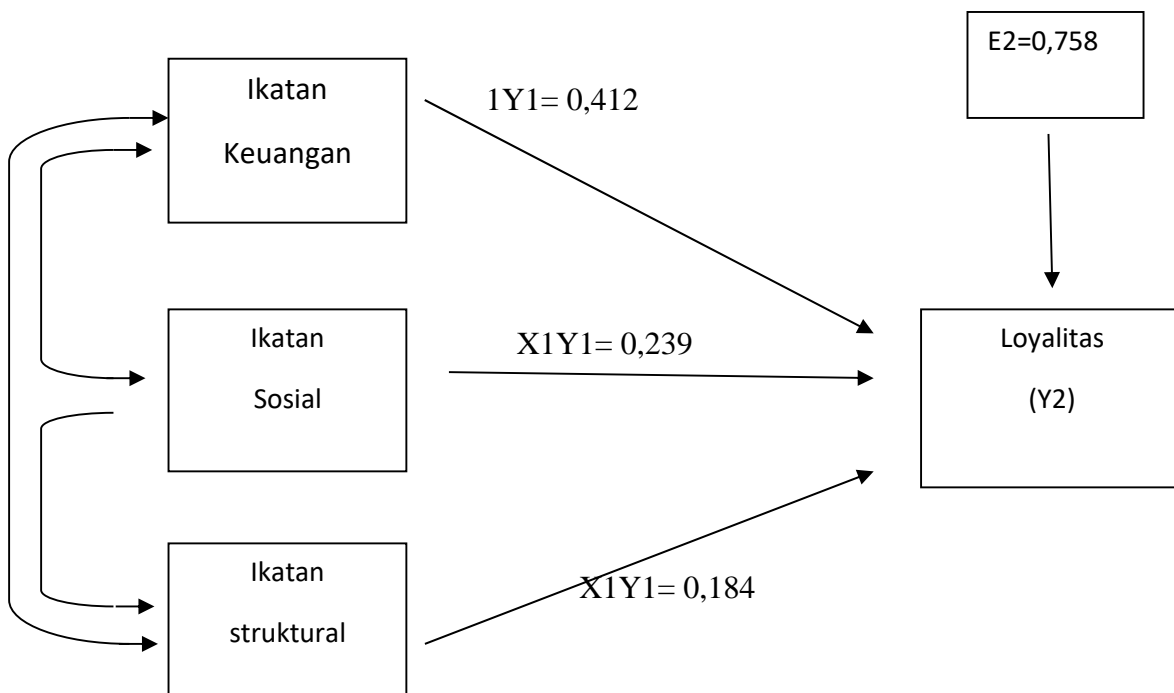 E2=0,758
Ikatan
Keuangan
1Y1= 0,412
Ikatan
Sosial
X1Y1= 0,239
Loyalitas
(Y2)
Ikatan
struktural
X1Y1= 0,184